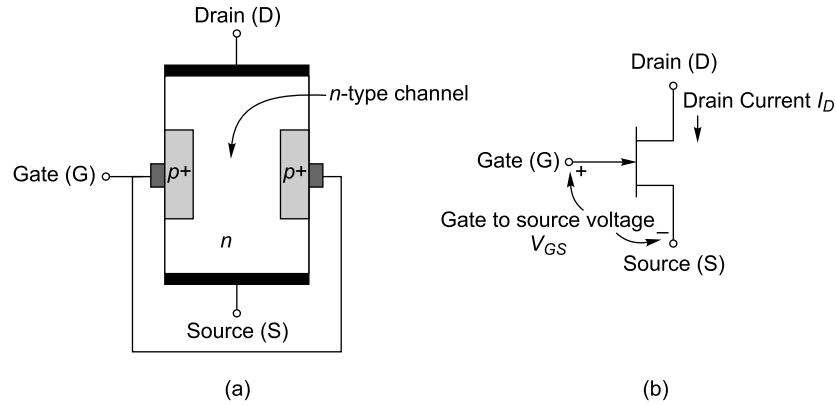 Drain (D)
n-type channel
Gate (G)
p+
p+
n
Source (S)
(a)
Drain (D)
Drain Current I_D
Gate (G)
+
Gate to source voltage
V_GS
–
Source (S)
(b)